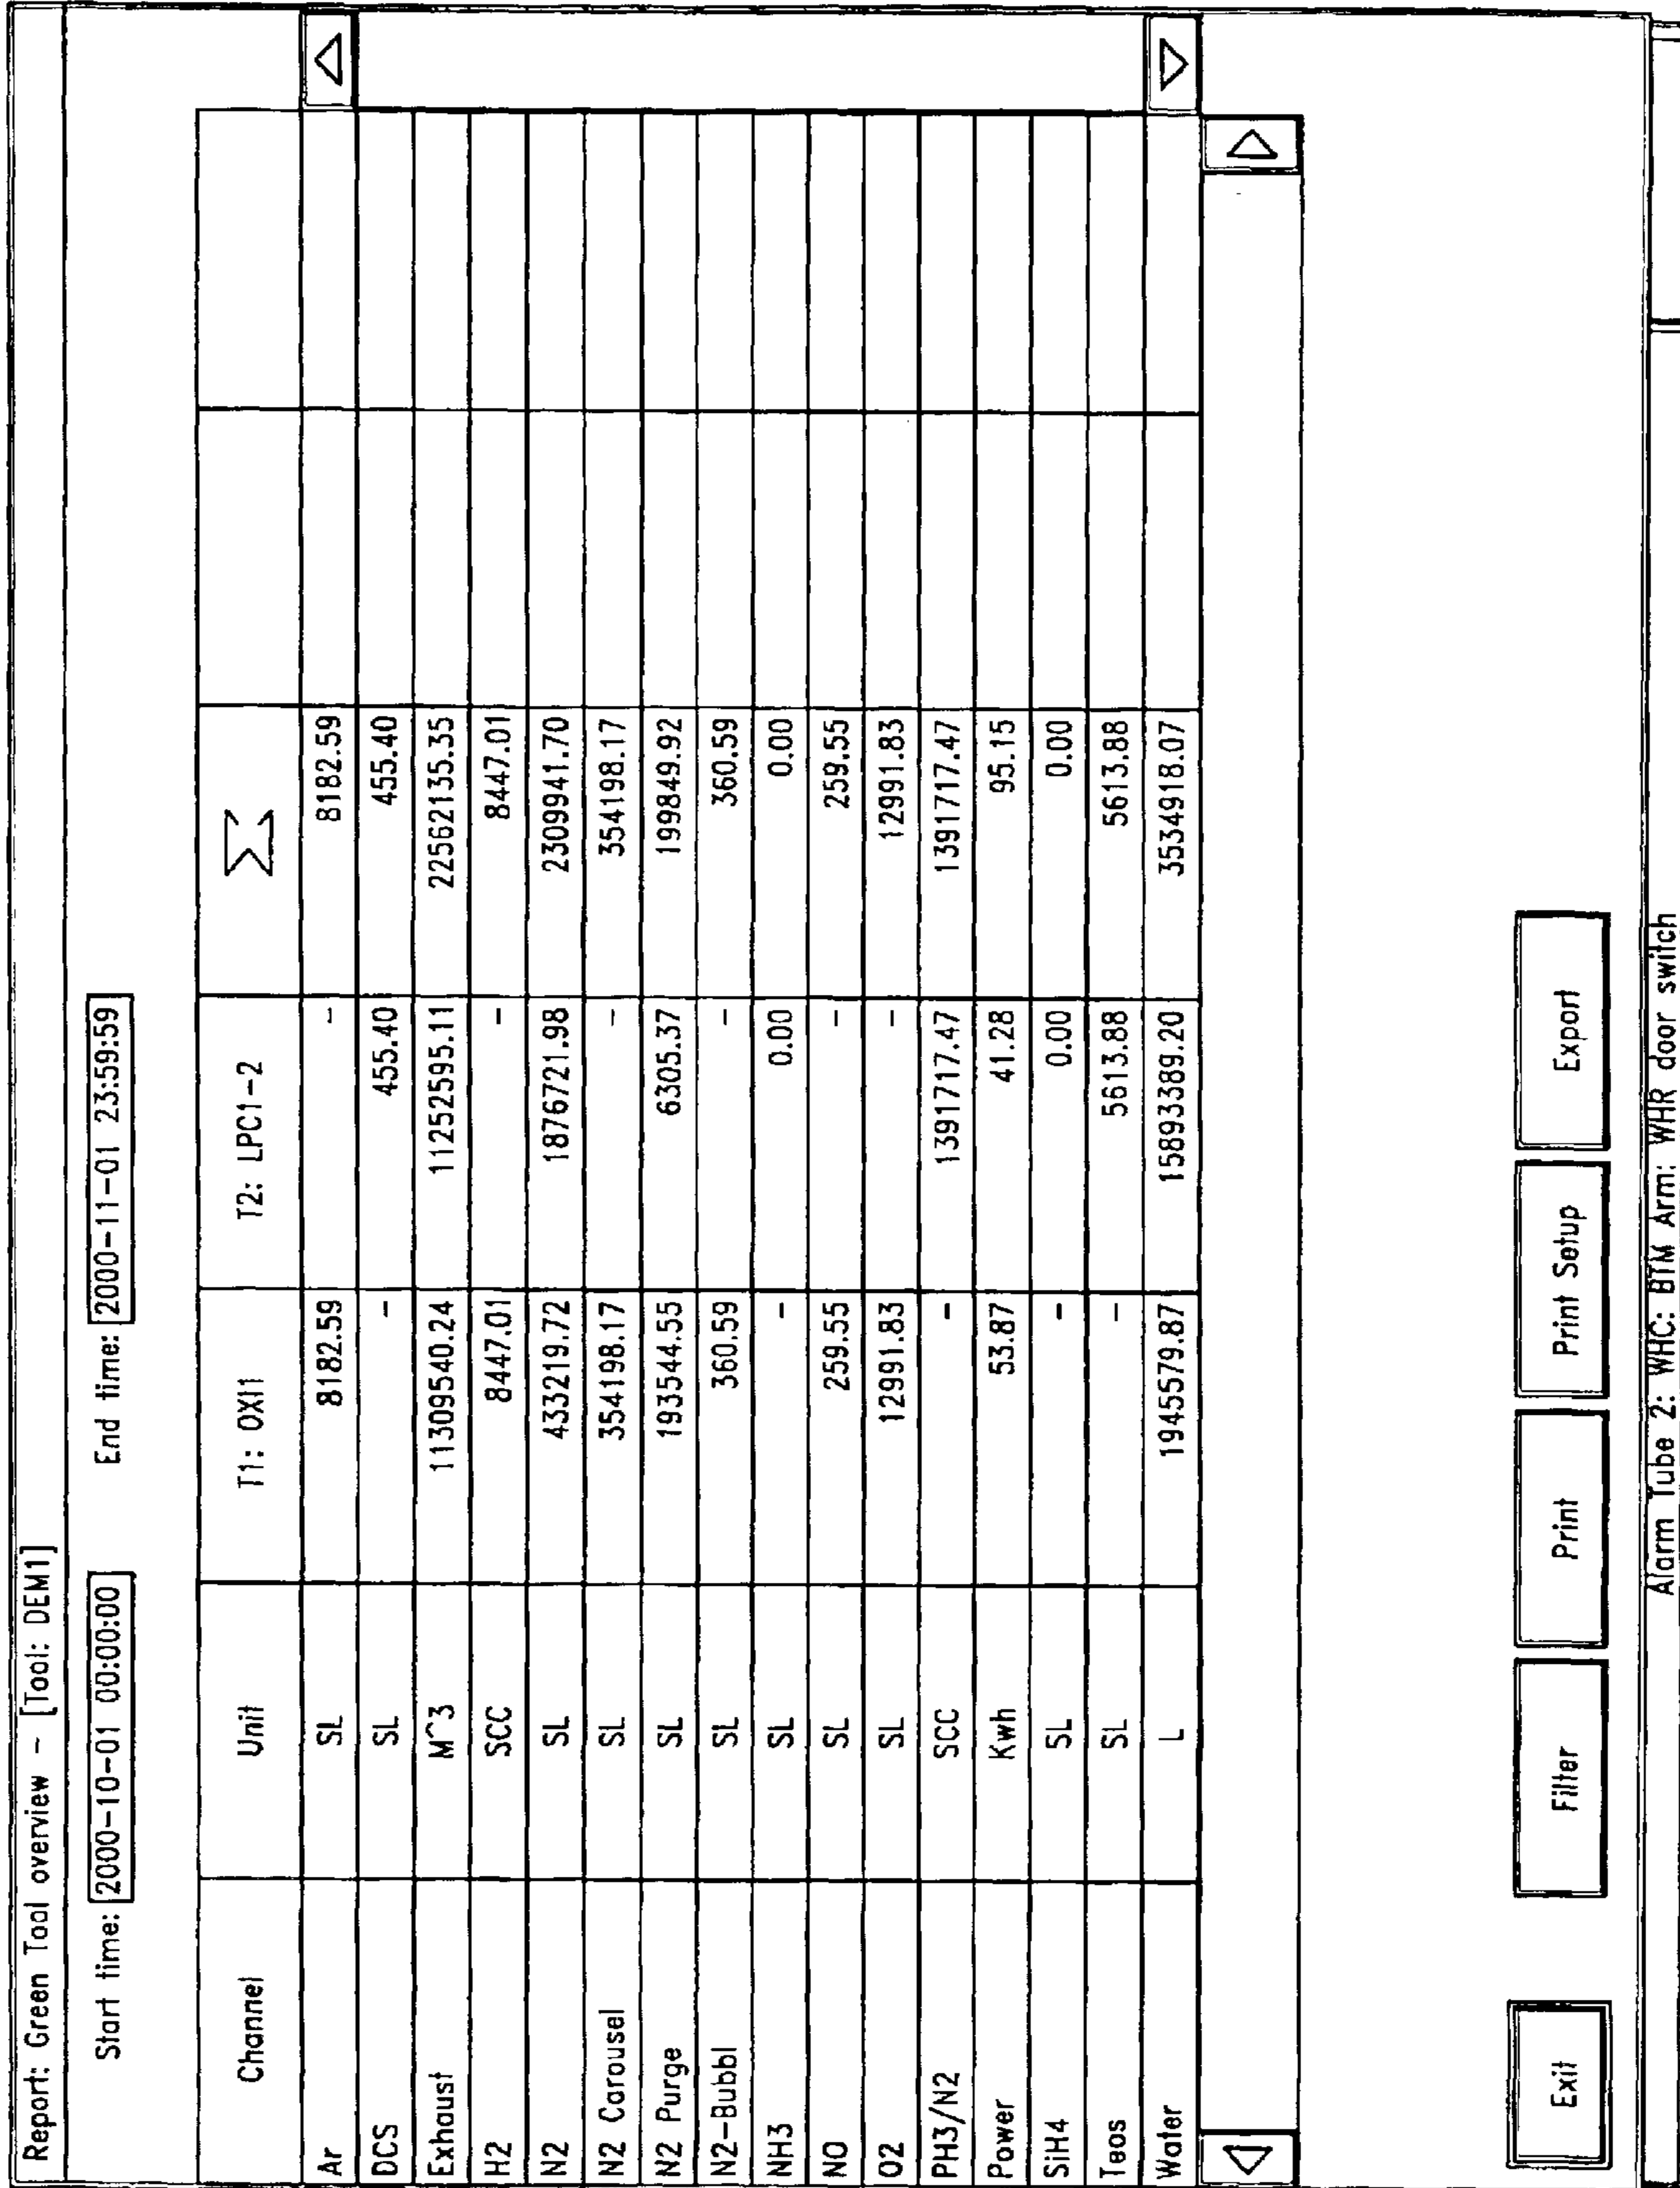 Report: Green Tool overview - [Tool: DEM1]
Start time: 2000-10-01 00:00:00 End time: 2000-11-01 23:59:59
Channel Unit T1: OXI1 T2: LPC1-2 Σ
Ar SL 8182.59 - 8182.59
DCS SL - 455.40 455.40
Exhaust M^3 11309540.24 11252595.11 22562135.35
H2 SCC 8447.01 - 8447.01
N2 SL 433219.72 1876721.98 2309941.70
N2 Carousel SL 354198.17 - 354198.17
N2 Purge SL 193544.55 6305.37 199849.92
N2-Bubbl SL 360.59 - 360.59
NH3 SL - 0.00 0.00
NO SL 259.55 - 259.55
O2 SL 12991.83 - 12991.83
PH3/N2 SCC - 1391717.47 1391717.47
Power Kwh 53.87 41.28 95.15
SiH4 SL - 0.00 0.00
Teos SL - 5613.88 5613.88
Water L 1945579.87 15893389.20 3534918.07
Exit Filter Print Print Setup Export
Alarm Tube 2: WHC: BTM Arm: WHR door switch